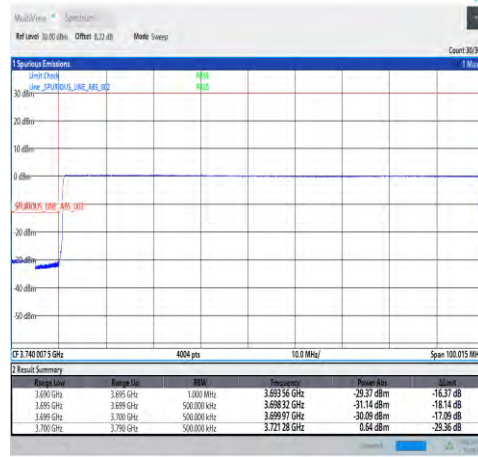 MultiView Spectrum
Ref Level 30.00 dBm Offset 8.22 dB Mode Sweep
Count 30/3
1 Spurious Emissions 1 Max
Limit Check PASS
Line _SPURIOUS_LINE_ABS_002 PASS
30 dBm
20 dBm
10 dBm
0 dBm
_SPURIOUS_LINE_ABS_002
-20 dBm
-30 dBm
-40 dBm
-50 dBm
CF 3.740 007 5 GHz 4004 pts 10.0 MHz/ Span 100.015 MH
2 Result Summary
Range Low Range Up RBW Frequency Power Abs ΔLimit
3.690 GHz 3.695 GHz 1.000 MHz 3.693 56 GHz -29.37 dBm -16.37 dB
3.695 GHz 3.699 GHz 500.000 kHz 3.698 32 GHz -31.14 dBm -18.14 dB
3.699 GHz 3.700 GHz 500.000 kHz 3.699 97 GHz -30.09 dBm -17.09 dB
3.700 GHz 3.790 GHz 500.000 kHz 3.721 28 GHz 0.64 dBm -29.36 dB